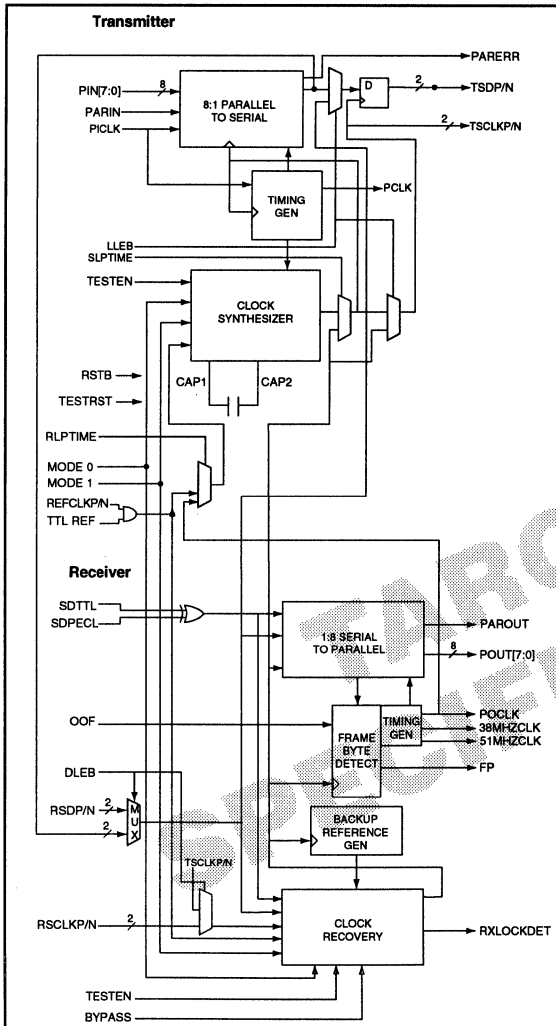 Transmitter
PARERR
PIN[7:0]
8
8:1 PARALLEL
TO SERIAL
D
2
TSDP/N
PARIN
PICLK
2
TSCLKP/N
TIMING
GEN
PCLK
LLEB
SLPTIME
TESTEN
CLOCK
SYNTHESIZER
RSTB
CAP1
CAP2
TESTRST
RLPTIME
MODE 0
MODE 1
REFCLKP/N
TTL REF
Receiver
SDTTL
SDPECL
1:8 SERIAL
TO PARALLEL
PAROUT
8
POUT[7:0]
OOF
FRAME
BYTE
DETECT
TIMING
GEN
POCLK
38MHZCLK
51MHZCLK
FP
DLEB
RSDP/N
2
2
MUX
BACKUP
REFERENCE
GEN
TSCLKP/N
RSCLKP/N
2
CLOCK
RECOVERY
RXLOCKDET
TESTEN
BYPASS